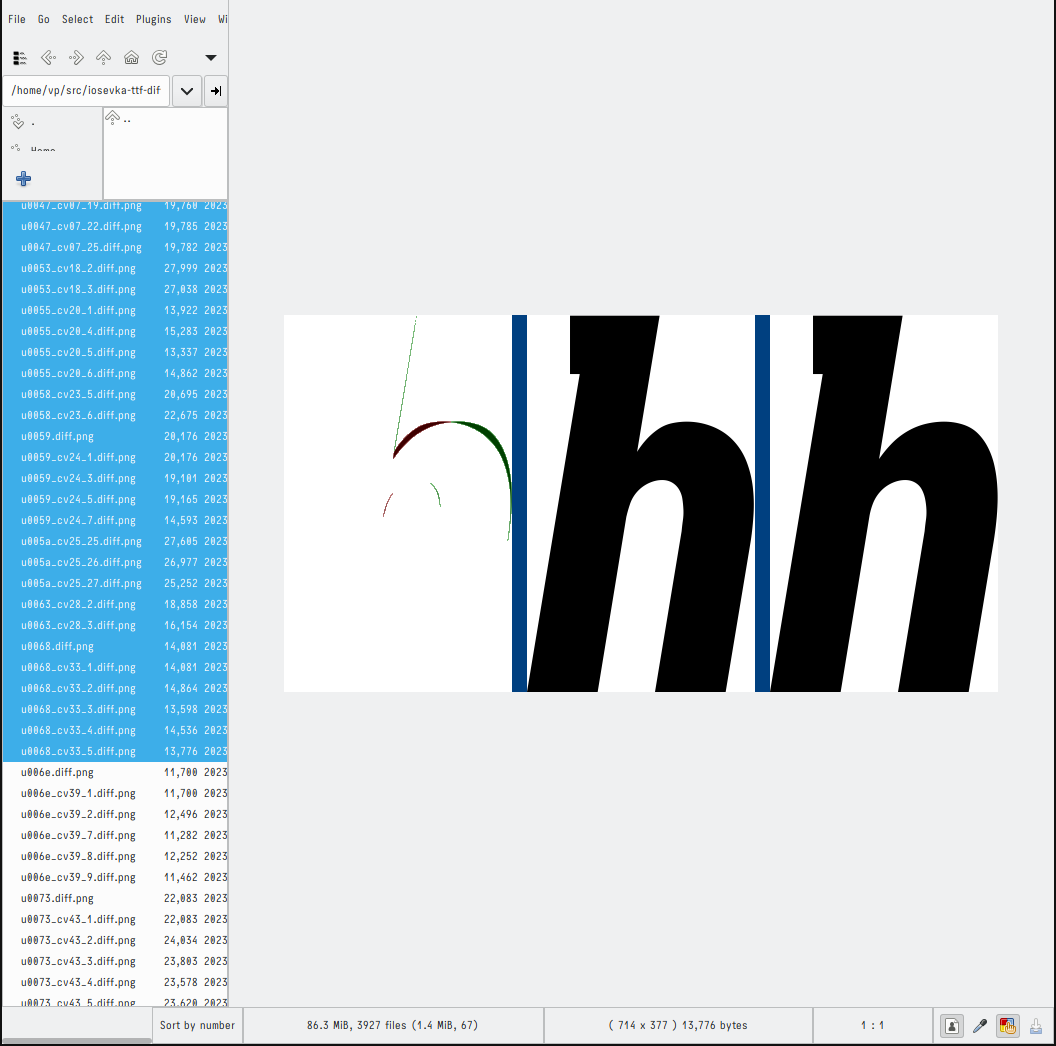 File Go Select Edit Plugins View Wi
/home/vp/src/iosevka-ttf-dif
.
..
Home
u0047_cv07_19.diff.png 19,760 2023
u0047_cv07_22.diff.png 19,785 2023
u0047_cv07_25.diff.png 19,782 2023
u0053_cv18_2.diff.png 27,999 2023
u0053_cv18_3.diff.png 27,038 2023
u0055_cv20_1.diff.png 13,922 2023
u0055_cv20_4.diff.png 15,283 2023
u0055_cv20_5.diff.png 13,337 2023
u0055_cv20_6.diff.png 14,862 2023
u0058_cv23_5.diff.png 20,695 2023
u0058_cv23_6.diff.png 22,675 2023
u0059.diff.png 20,176 2023
u0059_cv24_1.diff.png 20,176 2023
u0059_cv24_3.diff.png 19,101 2023
u0059_cv24_5.diff.png 19,165 2023
u0059_cv24_7.diff.png 14,593 2023
u005a_cv25_25.diff.png 27,605 2023
u005a_cv25_26.diff.png 26,977 2023
u005a_cv25_27.diff.png 25,252 2023
u0063_cv28_2.diff.png 18,858 2023
u0063_cv28_3.diff.png 16,154 2023
u0068.diff.png 14,081 2023
u0068_cv33_1.diff.png 14,081 2023
u0068_cv33_2.diff.png 14,864 2023
u0068_cv33_3.diff.png 13,598 2023
u0068_cv33_4.diff.png 14,536 2023
u0068_cv33_5.diff.png 13,776 2023
u006e.diff.png 11,700 2023
u006e_cv39_1.diff.png 11,700 2023
u006e_cv39_2.diff.png 12,496 2023
u006e_cv39_7.diff.png 11,282 2023
u006e_cv39_8.diff.png 12,252 2023
u006e_cv39_9.diff.png 11,462 2023
u0073.diff.png 22,083 2023
u0073_cv43_1.diff.png 22,083 2023
u0073_cv43_2.diff.png 24,034 2023
u0073_cv43_3.diff.png 23,803 2023
u0073_cv43_4.diff.png 23,578 2023
u0073_cv43_5.diff.png 23,620 2023
h h
Sort by number 86.3 MiB, 3927 files (1.4 MiB, 67) ( 714 x 377 ) 13,776 bytes 1 : 1